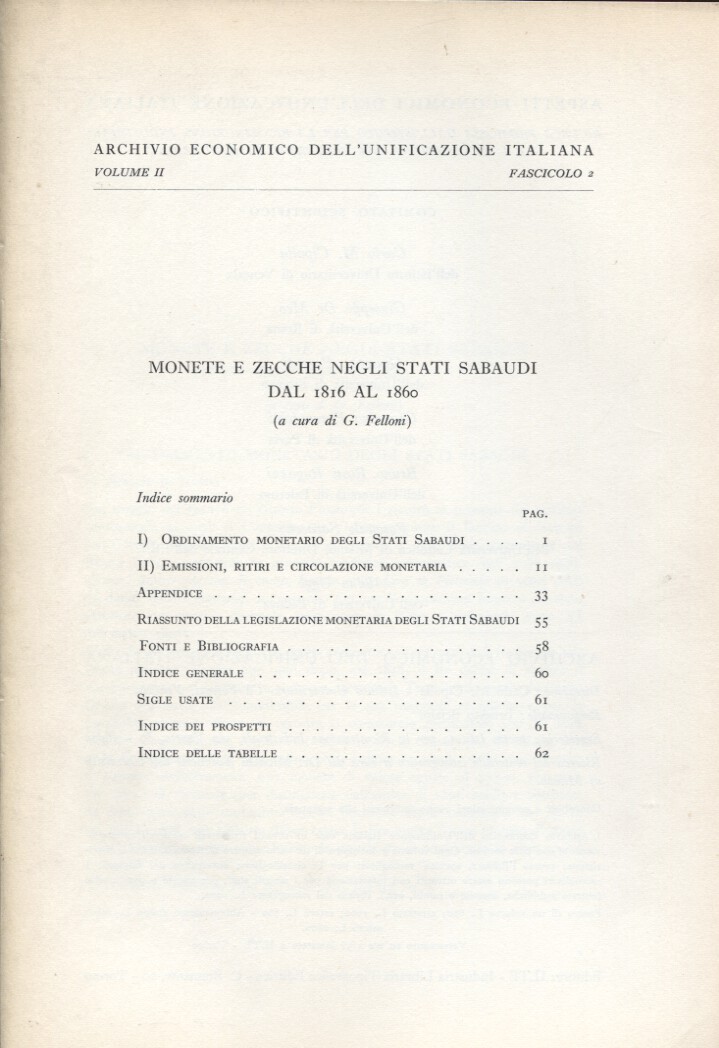 ARCHIVIO ECONOMICO DELL'UNIFICAZIONE ITALIANA
VOLUME II FASCICOLO 2
MONETE E ZECCHE NEGLI STATI SABAUDI
DAL 1816 AL 1860
(a cura di G. Felloni)
Indice sommario
PAG.
I) ORDINAMENTO MONETARIO DEGLI STATI SABAUDI . . . . 1
II) EMISSIONI, RITIRI E CIRCOLAZIONE MONETARIA . . . . . 11
APPENDICE . . . . . . . . . . . . . . . . . . . . . . 33
RIASSUNTO DELLA LEGISLAZIONE MONETARIA DEGLI STATI SABAUDI 55
FONTI E BIBLIOGRAFIA . . . . . . . . . . . . . . . . 58
INDICE GENERALE . . . . . . . . . . . . . . . . . . 60
SIGLE USATE . . . . . . . . . . . . . . . . . . . . 61
INDICE DEI PROSPETTI . . . . . . . . . . . . . . . . 61
INDICE DELLE TABELLE . . . . . . . . . . . . . . . . 62